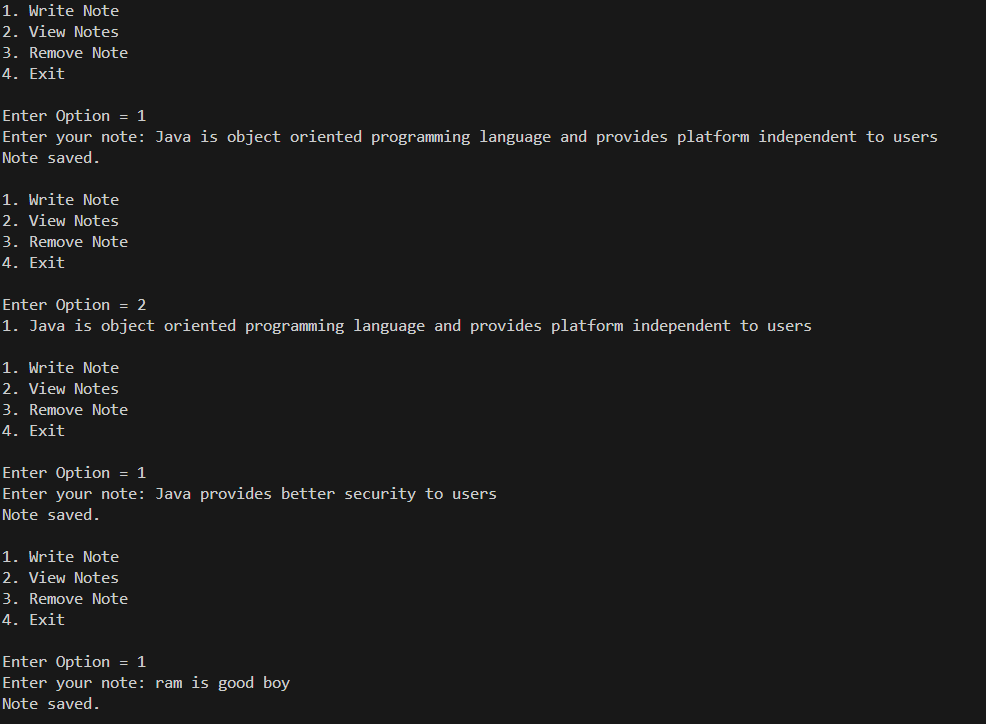 1. Write Note
2. View Notes
3. Remove Note
4. Exit
Enter Option = 1
Enter your note: Java is object oriented programming language and provides platform independent to users
Note saved.
1. Write Note
2. View Notes
3. Remove Note
4. Exit
Enter Option = 2
1. Java is object oriented programming language and provides platform independent to users
1. Write Note
2. View Notes
3. Remove Note
4. Exit
Enter Option = 1
Enter your note: Java provides better security to users
Note saved.
1. Write Note
2. View Notes
3. Remove Note
4. Exit
Enter Option = 1
Enter your note: ram is good boy
Note saved.